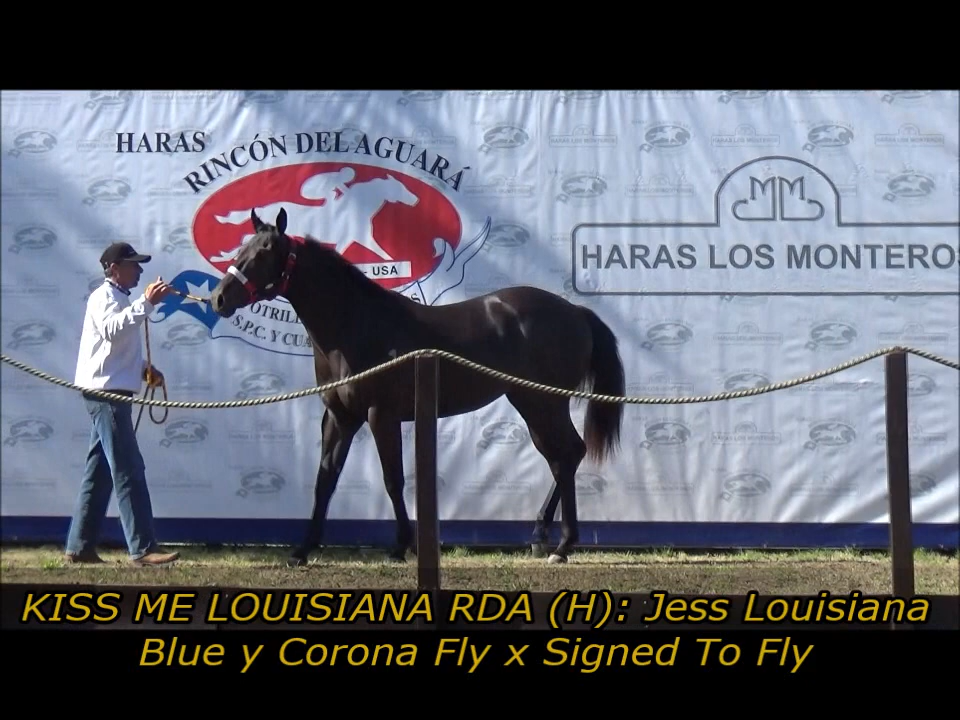 HARAS
RINCÓN DEL AGUARÁ
- USA
S.P.C. Y CUA
HARAS LOS MONTEROS
KISS ME LOUISIANA RDA (H): Jess Louisiana
Blue y Corona Fly x Signed To Fly